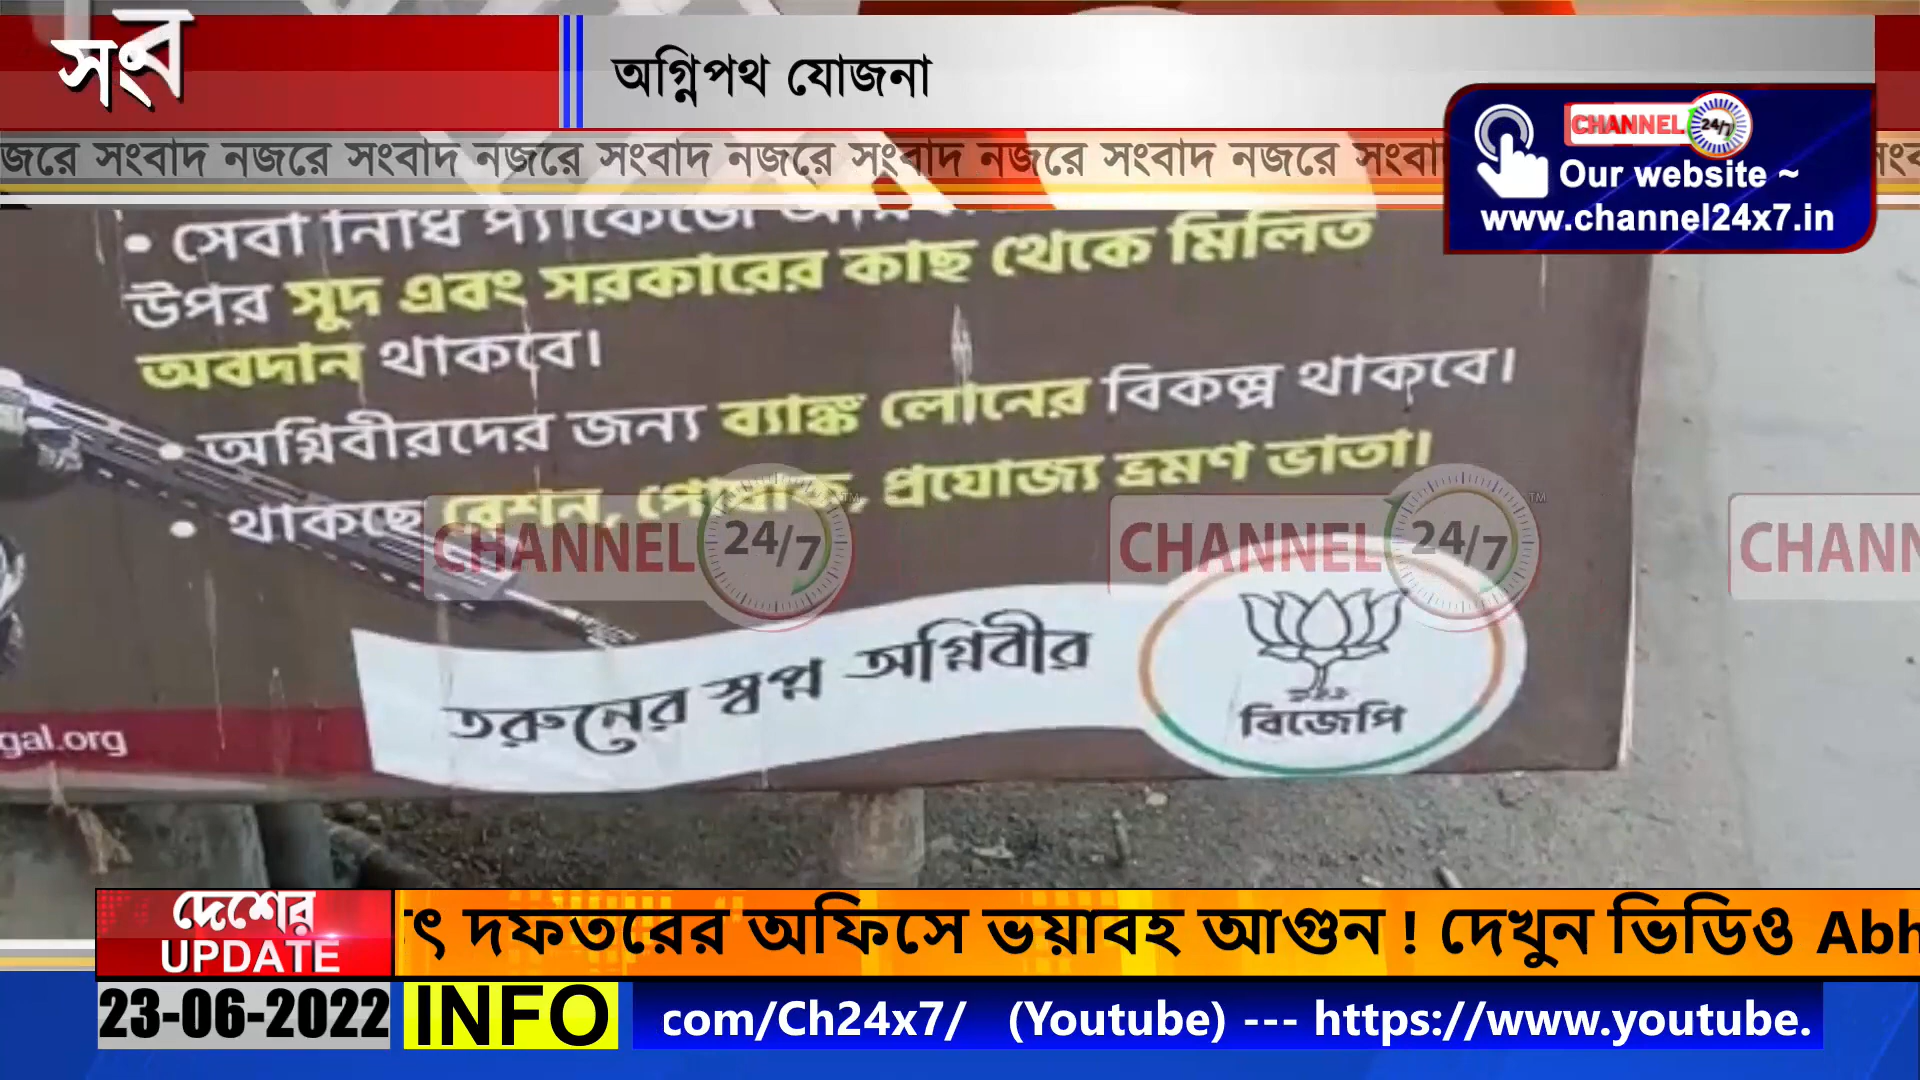 সংব
অগ্নিপথ যোজনা
CHANNEL 24/7
Our website ~
www.channel24x7.in
জরে সংবাদ নজরে সংবাদ নজরে সংবাদ নজরে সংবাদ নজরে সংবাদ নজরে
• সেবা নিধি প্যাকেজে
উপর সুদ এবং সরকারের কাছ থেকে মিলিত
অবদান থাকবে।
• অগ্নিবীরদের জন্য ব্যাঙ্ক লোনের বিকল্প থাকবে।
• থাকছে রেশন, পোষাক, প্রযোজ্য ভ্রমণ ভাতা।
CHANNEL 24/7 TM CHANNEL 24/7 TM CHANN
তরুনের স্বপ্ন অগ্নিবীর
বিজেপি
gal.org
দেশের
UPDATE
ৎ দফতরের অফিসে ভয়াবহ আগুন ! দেখুন ভিডিও Abh
23-06-2022
INFO
com/Ch24x7/ (Youtube) --- https://www.youtube.